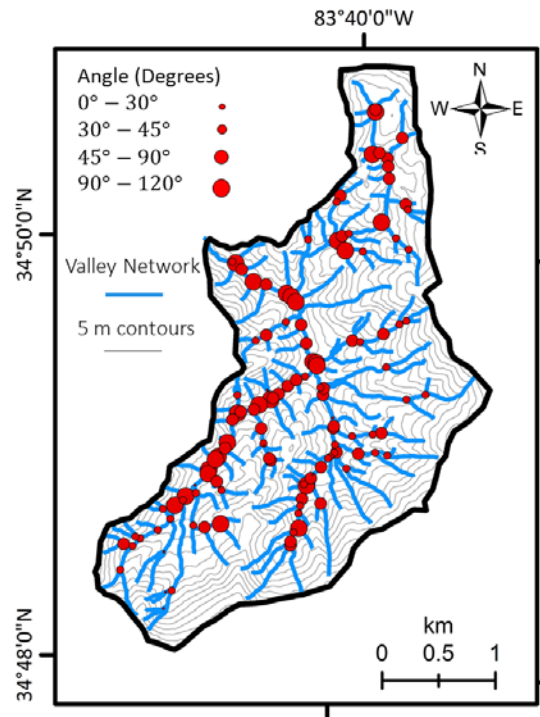 83°40'0"W
Angle (Degrees)
0° – 30°
30° – 45°
45° – 90°
90° – 120°
N
W E
S
34°50'0"N
Valley Network
5 m contours
34°48'0"N
km
0 0.5 1